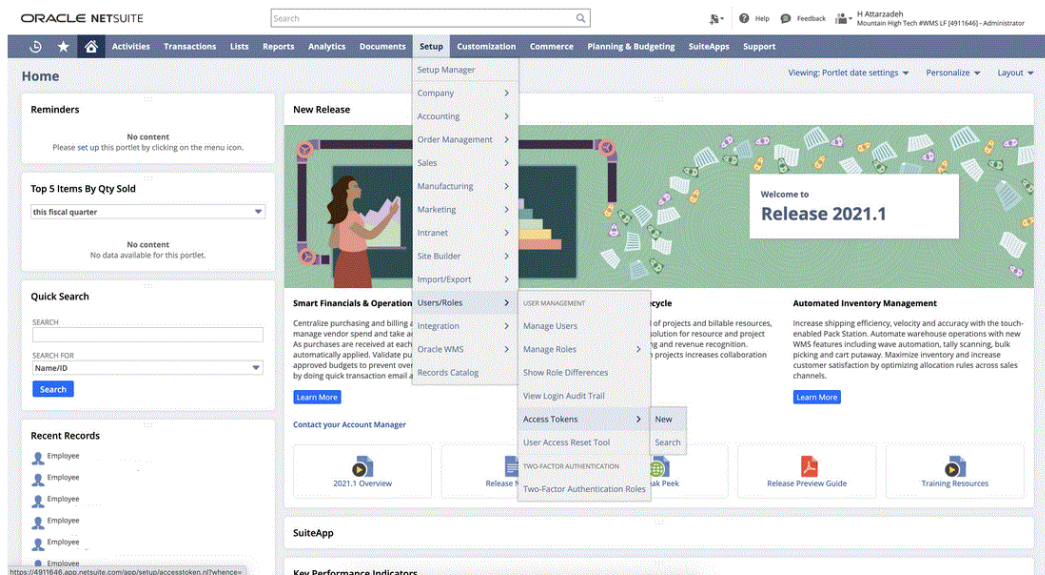 ORACLE NETSUITE
Search
Help
Feedback
H Attarzadeh
Mountain High Tech #WMS LF [4911646] - Administrator
Activities Transactions Lists Reports Analytics Documents Setup Customization Commerce Planning & Budgeting SuiteApps Support
Home
Viewing: Portlet date settings
Personalize
Layout
Setup Manager
Company
Accounting
Order Management
Sales
Manufacturing
Marketing
Intranet
Site Builder
Import/Export
Users/Roles
Integration
Oracle WMS
Records Catalog
USER MANAGEMENT
Manage Users
Manage Roles
Show Role Differences
View Login Audit Trail
Access Tokens
User Access Reset Tool
TWO-FACTOR AUTHENTICATION
Two-Factor Authentication Roles
New
Search
Reminders
No content
Please set up this portlet by clicking on the menu icon.
Top 5 Items By Qty Sold
this fiscal quarter
No content
No data available for this portlet.
Quick Search
SEARCH
SEARCH FOR
Name/ID
Search
Recent Records
Employee
Employee
Employee
Employee
Employee
Employee
https://4911646.app.netsuite.com/app/setup/accesstoken.nl?whence=
New Release
Welcome to
Release 2021.1
Smart Financials & Operation
Centralize purchasing and billing
manage vendor spend and take
As purchases are received at each
automatically applied. Validate
approved budgets to prevent
by doing quick transaction email
Learn More
of projects and billable resources,
solution for resource and project
and revenue recognition.
projects increases collaboration
Automated Inventory Management
Increase shipping efficiency, velocity and accuracy with the touch-
enabled Pack Station. Automate warehouse operations with new
WMS features including wave automation, tally scanning, bulk
picking and cart putaway. Maximize inventory and increase
customer satisfaction by optimizing allocation rules across sales
channels.
Learn More
Contact your Account Manager
2021.1 Overview
Release
Peek
Release Preview Guide
Training Resources
SuiteApp
Key Performance Indicators